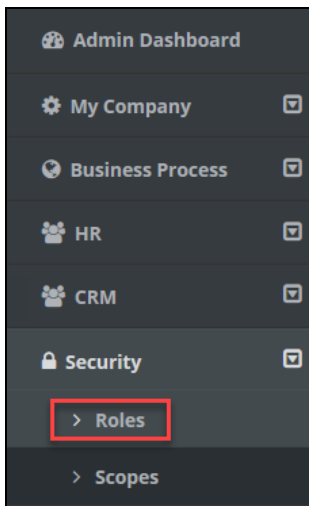 Admin Dashboard
My Company
Business Process
HR
CRM
Security
> Roles
> Scopes